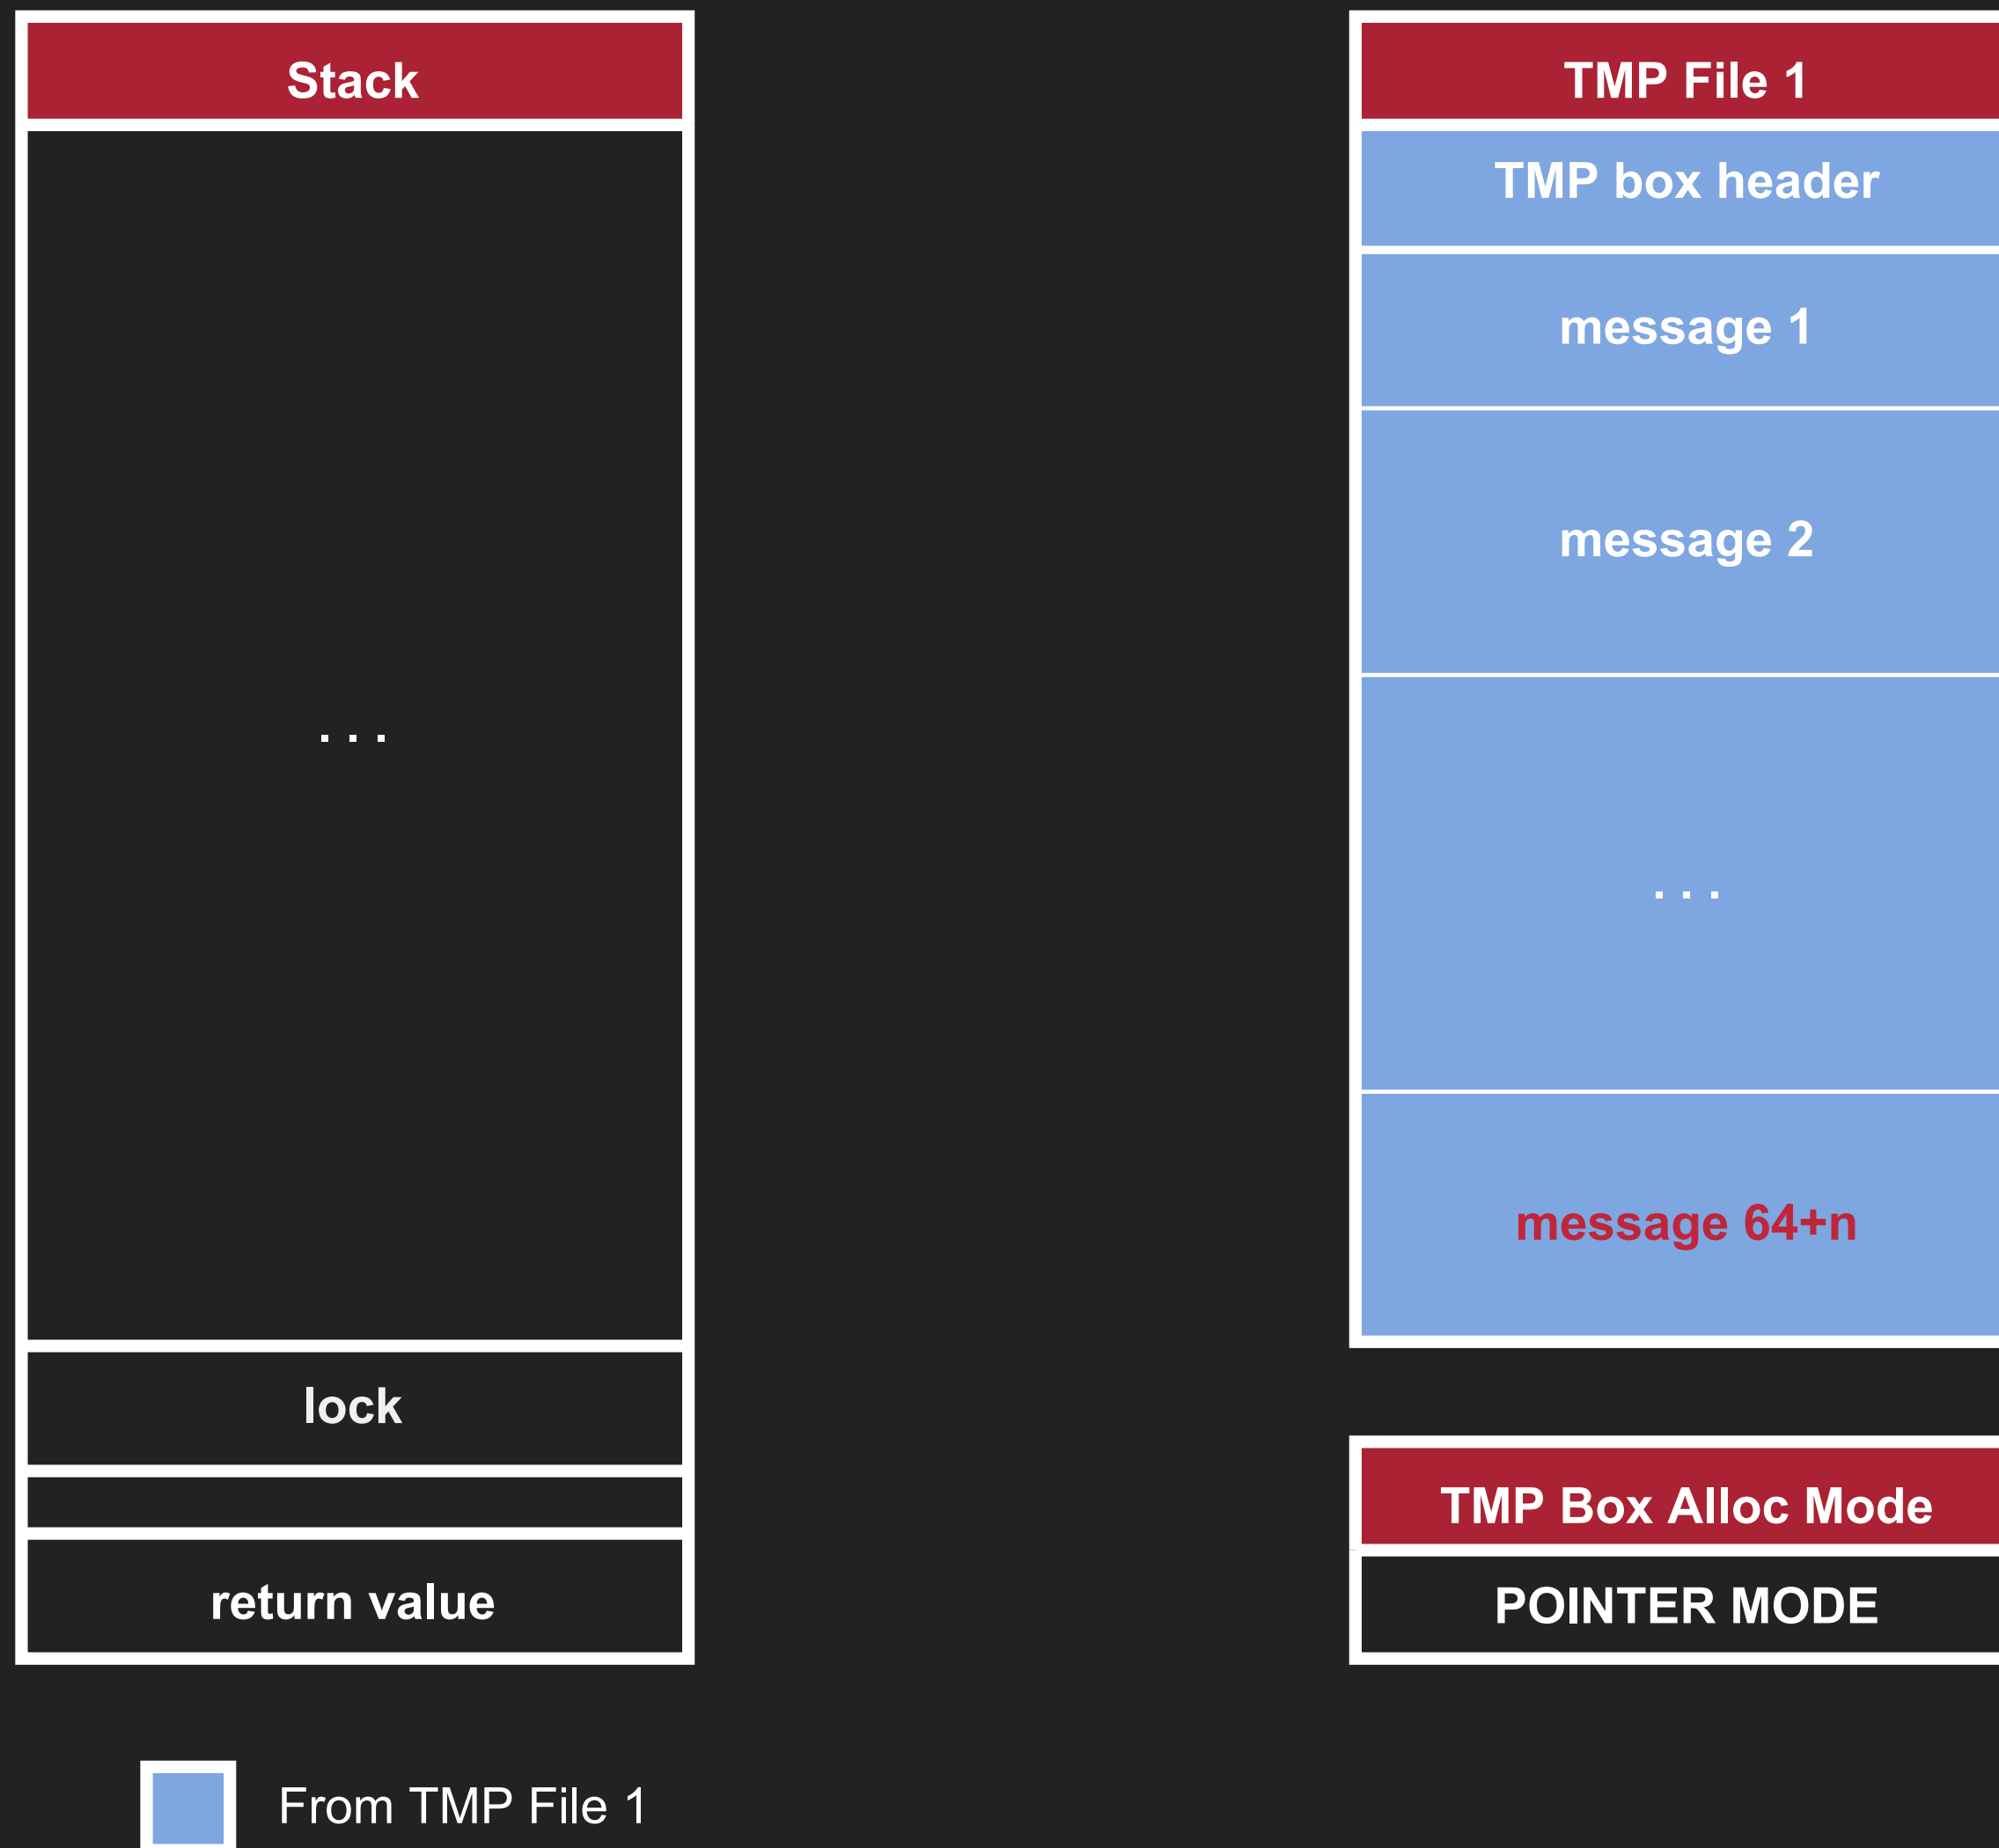 Stack
. . .
lock
return value
From TMP File 1
TMP File 1
TMP box header
message 1
message 2
. . .
message 64+n
TMP Box Alloc Mode
POINTER MODE